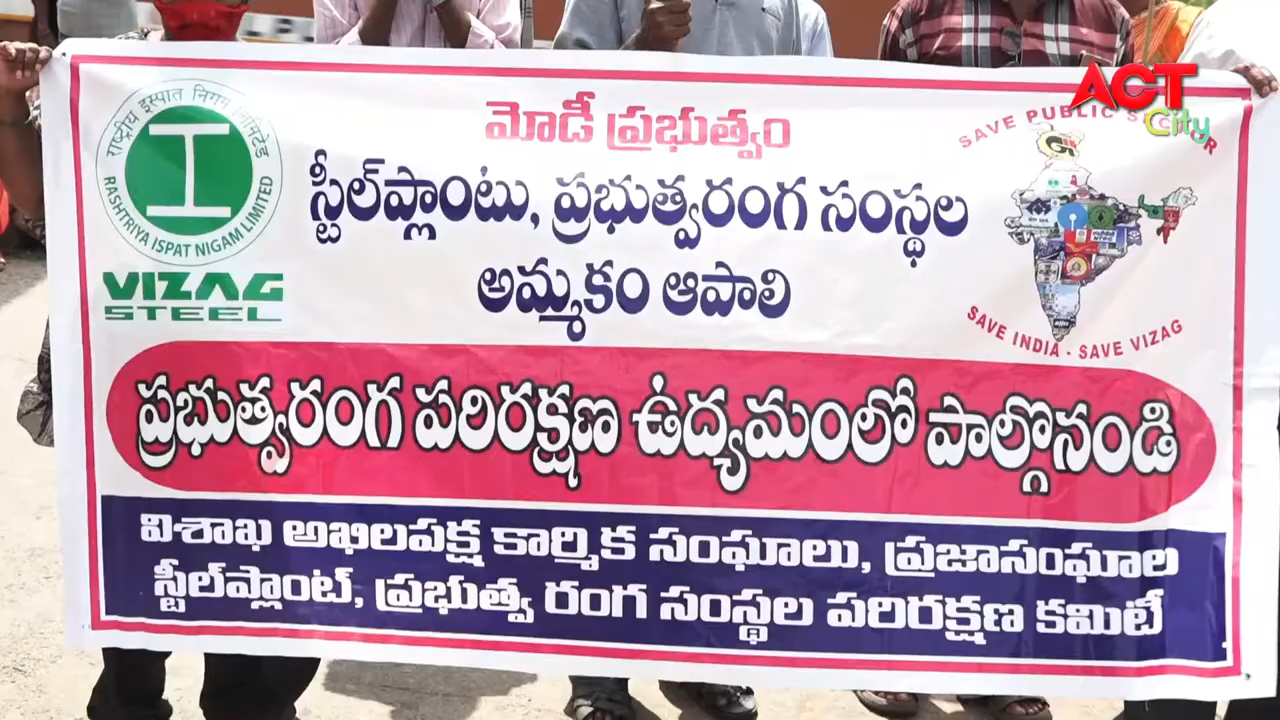 ACT
City
राष्ट्रीय इस्पात निगम लिमिटेड
RASHTRIYA ISPAT NIGAM LIMITED
VIZAG
STEEL
మోడీ ప్రభుత్వం
స్టీల్‌ప్లాంటు, ప్రభుత్వరంగ సంస్థల
అమ్మకం ఆపాలి
SAVE PUBLIC SECTOR
SAVE INDIA - SAVE VIZAG
ప్రభుత్వరంగ పరిరక్షణ ఉద్యమంలో పాల్గొనండి
విశాఖ అఖిలపక్ష కార్మిక సంఘాలు, ప్రజాసంఘాల
స్టీల్‌ప్లాంట్, ప్రభుత్వ రంగ సంస్థల పరిరక్షణ కమిటీ